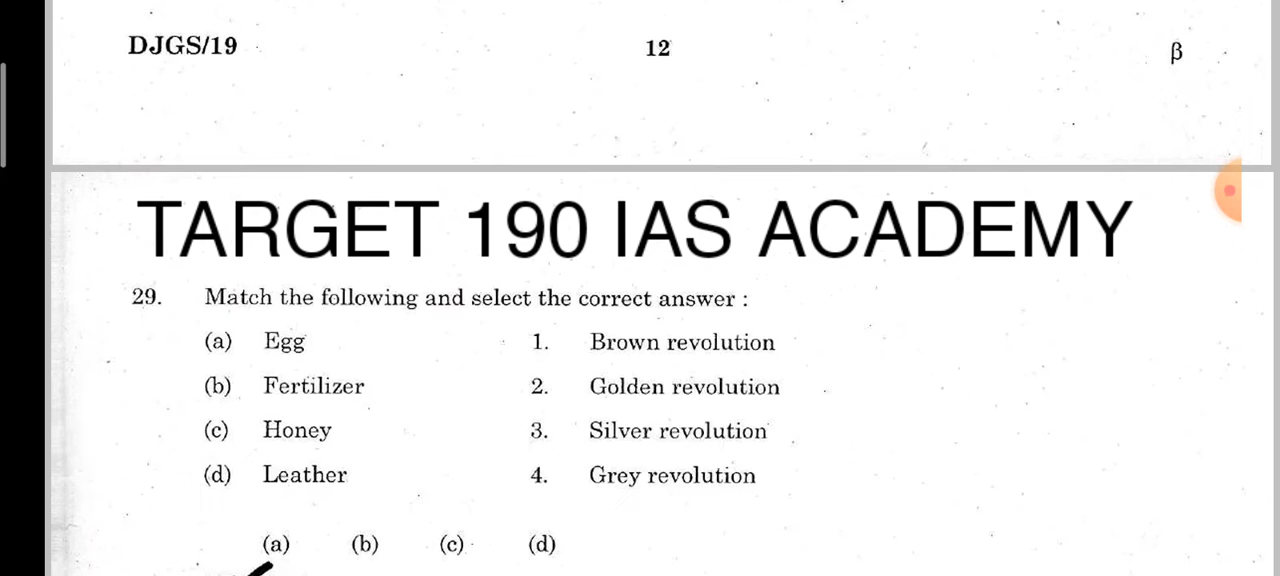 DJGS/19 12 β
TARGET 190 IAS ACADEMY
29. Match the following and select the correct answer :
(a) Egg 1. Brown revolution
(b) Fertilizer 2. Golden revolution
(c) Honey 3. Silver revolution
(d) Leather 4. Grey revolution
(a) (b) (c) (d)